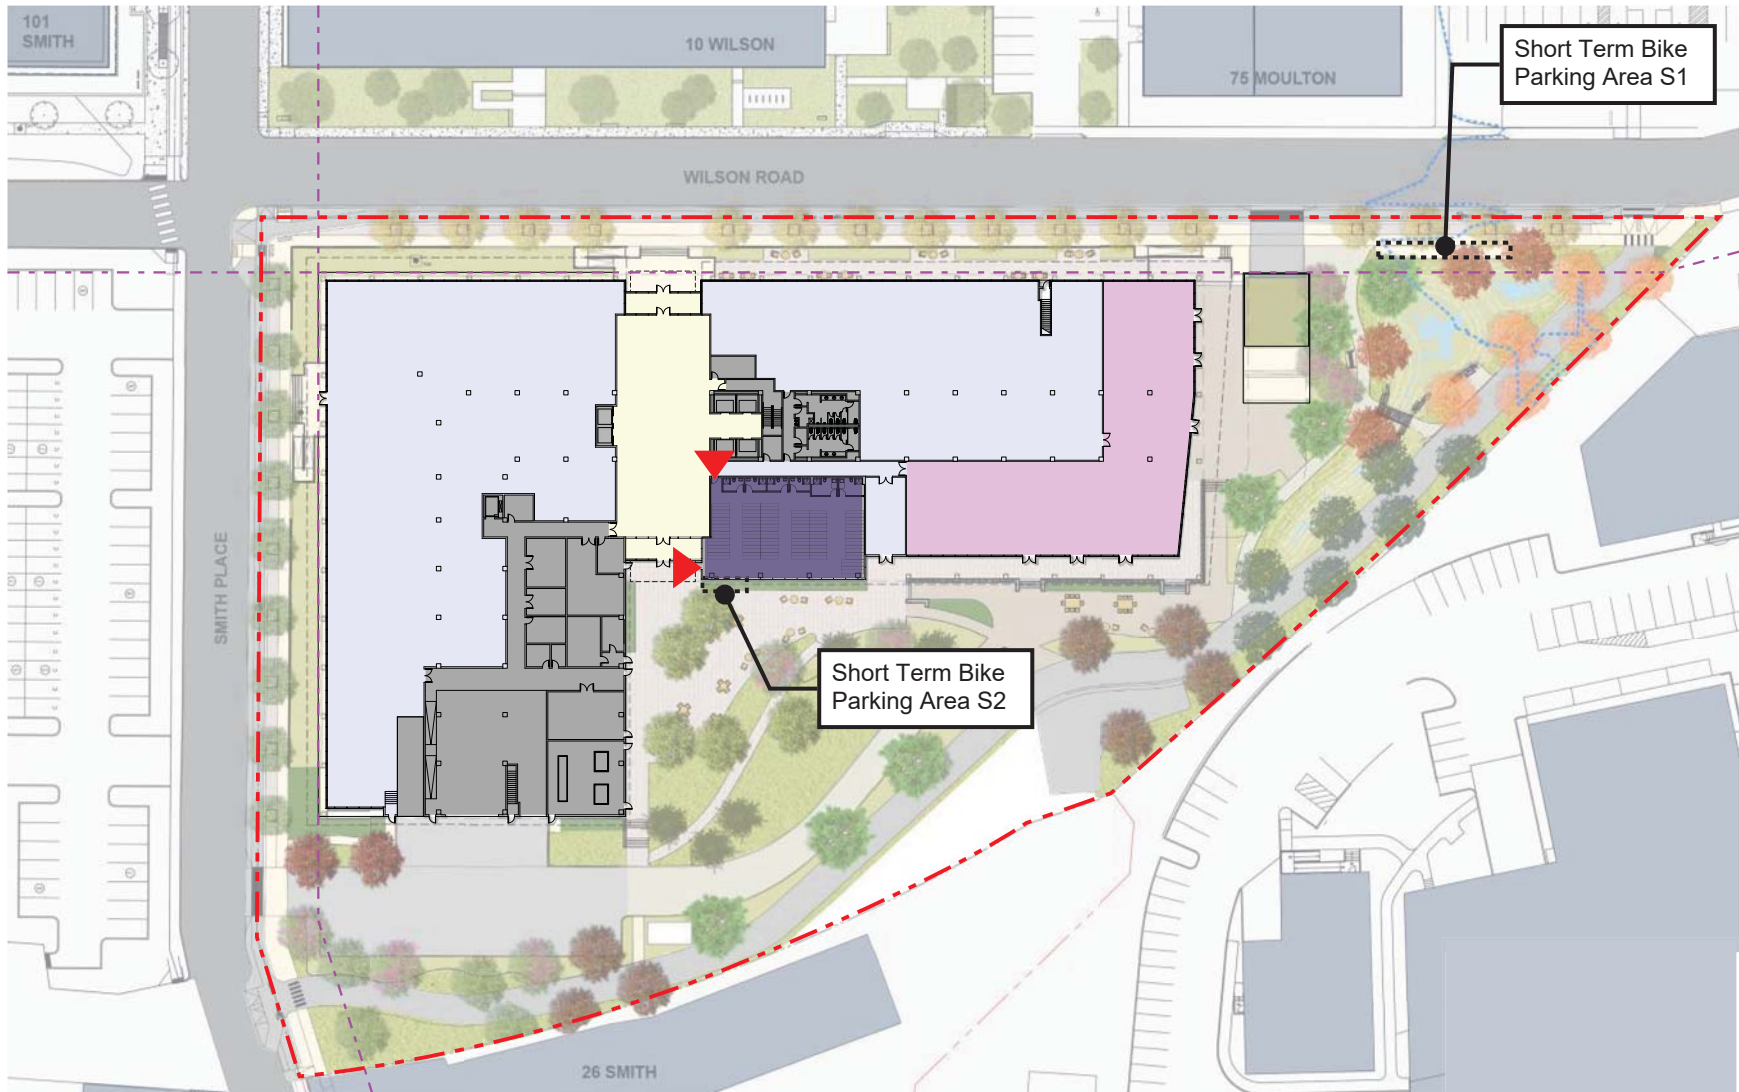 101
SMITH
10 WILSON
75 MOULTON
Short Term Bike
Parking Area S1
WILSON ROAD
SMITH PLACE
Short Term Bike
Parking Area S2
26 SMITH